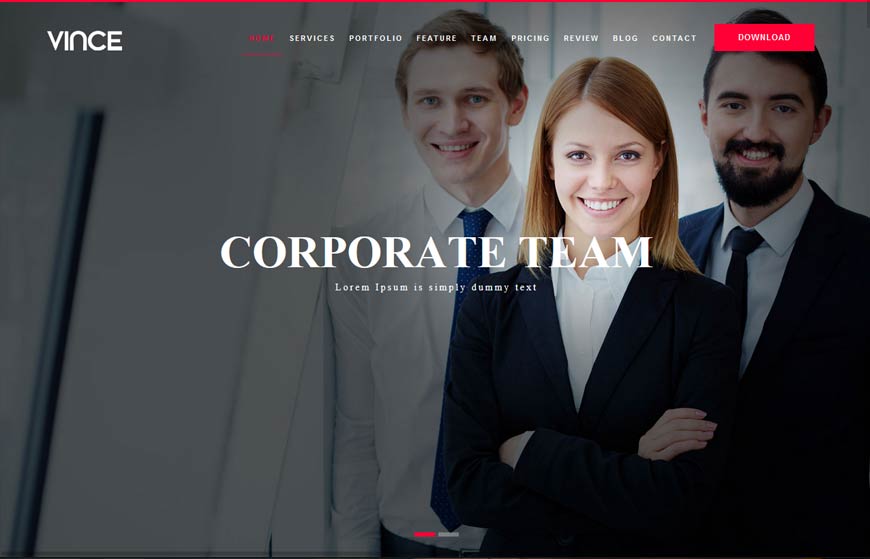 VINCE
HOME SERVICES PORTFOLIO FEATURE TEAM PRICING REVIEW BLOG CONTACT DOWNLOAD
CORPORATE TEAM
Lorem Ipsum is simply dummy text